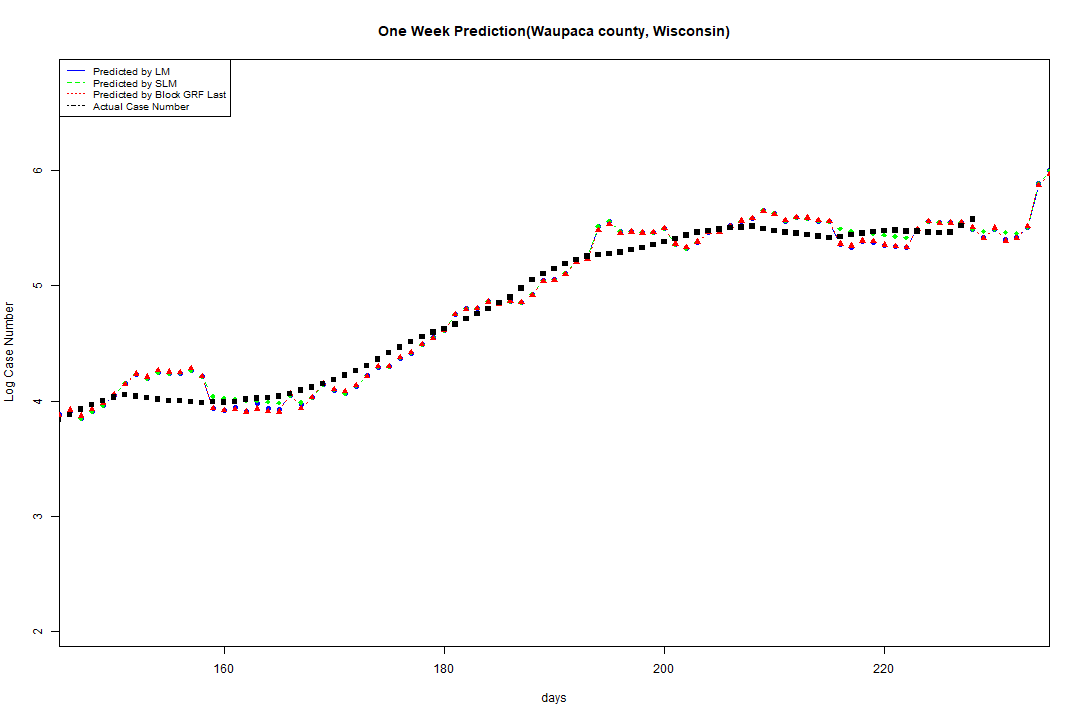 One Week Prediction(Waupaca county, Wisconsin)
Predicted by LM
Predicted by SLM
Predicted by Block GRF Last
Actual Case Number
6
5
4
3
2
Log Case Number
160 180 200 220
days